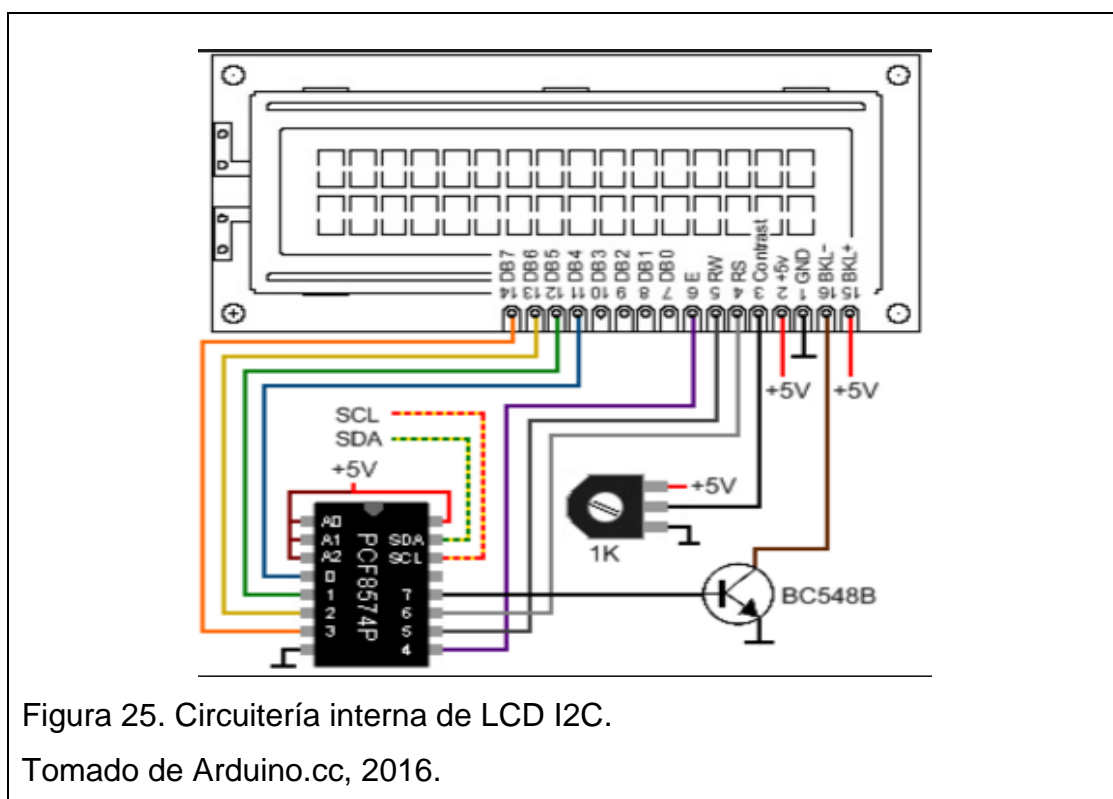 DB7 DB6 DB5 DB4 DB3 DB2 DB1 DB0 E RW RS Contrast +5v GND BKL- BKL+
14 13 12 11 10 9 8 7 6 5 4 3 2 1 16 15
+5V +5V
SCL
SDA
+5V
+5V
1K
A0
A1 SDA
A2 SCL
0
1 7
2 6
3 5
4
PCF8574P
BC548B
Figura 25. Circuitería interna de LCD I2C.
Tomado de Arduino.cc, 2016.